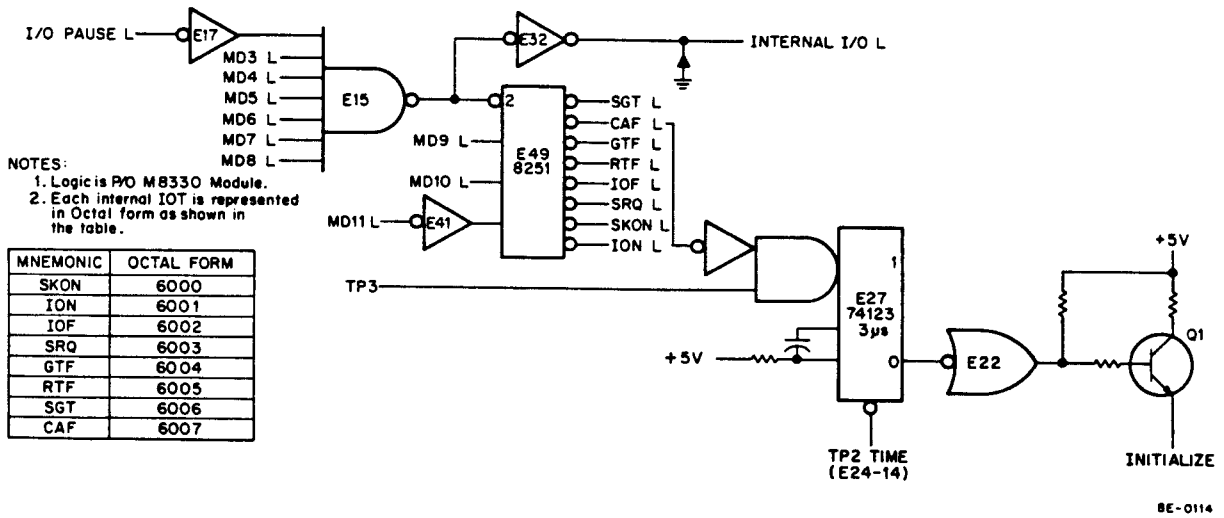 I/O PAUSE L
E17
MD3 L
MD4 L
MD5 L
MD6 L
MD7 L
MD8 L
E15
E32
INTERNAL I/O L
2
E49
8251
MD9 L
MD10 L
MD11 L
E41
SGT L
CAF L
GTF L
RTF L
IOF L
SRQ L
SKON L
ION L
NOTES:
1. Logic is P/O M8330 Module.
2. Each internal IOT is represented
in Octal form as shown in
the table.
MNEMONIC OCTAL FORM
SKON 6000
ION 6001
IOF 6002
SRQ 6003
GTF 6004
RTF 6005
SGT 6006
CAF 6007
TP3
+5V
1
E27
74123
3µs
0
TP2 TIME
(E24-14)
E22
+5V
Q1
INITIALIZE
BE-0114